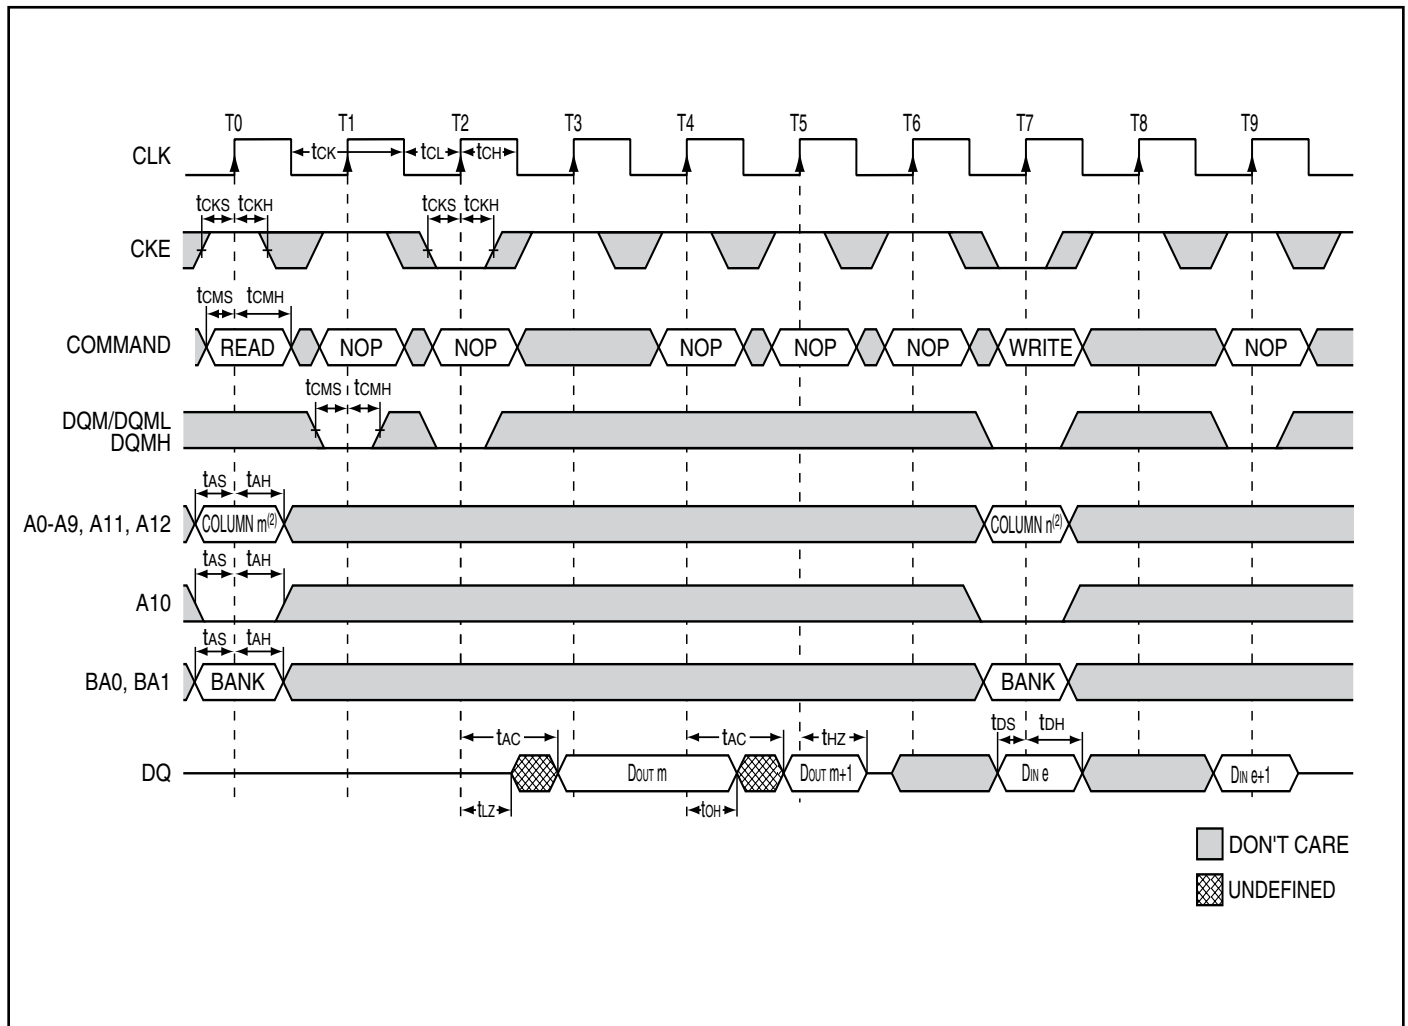 T0 T1 T2 T3 T4 T5 T6 T7 T8 T9
CLK tCK tCL tCH
tCKS tCKH tCKS tCKH
CKE
tCMS tCMH
COMMAND READ NOP NOP NOP NOP NOP WRITE NOP
tCMS tCMH
DQM/DQML
DQMH
tAS tAH
A0-A9, A11, A12 COLUMN m(2) COLUMN n(2)
tAS tAH
A10
tAS tAH
BA0, BA1 BANK BANK
tAC tAC tHZ tDS tDH
DQ DOUT m DOUT m+1 DIN e DIN e+1
tLZ tOH
DON'T CARE
UNDEFINED